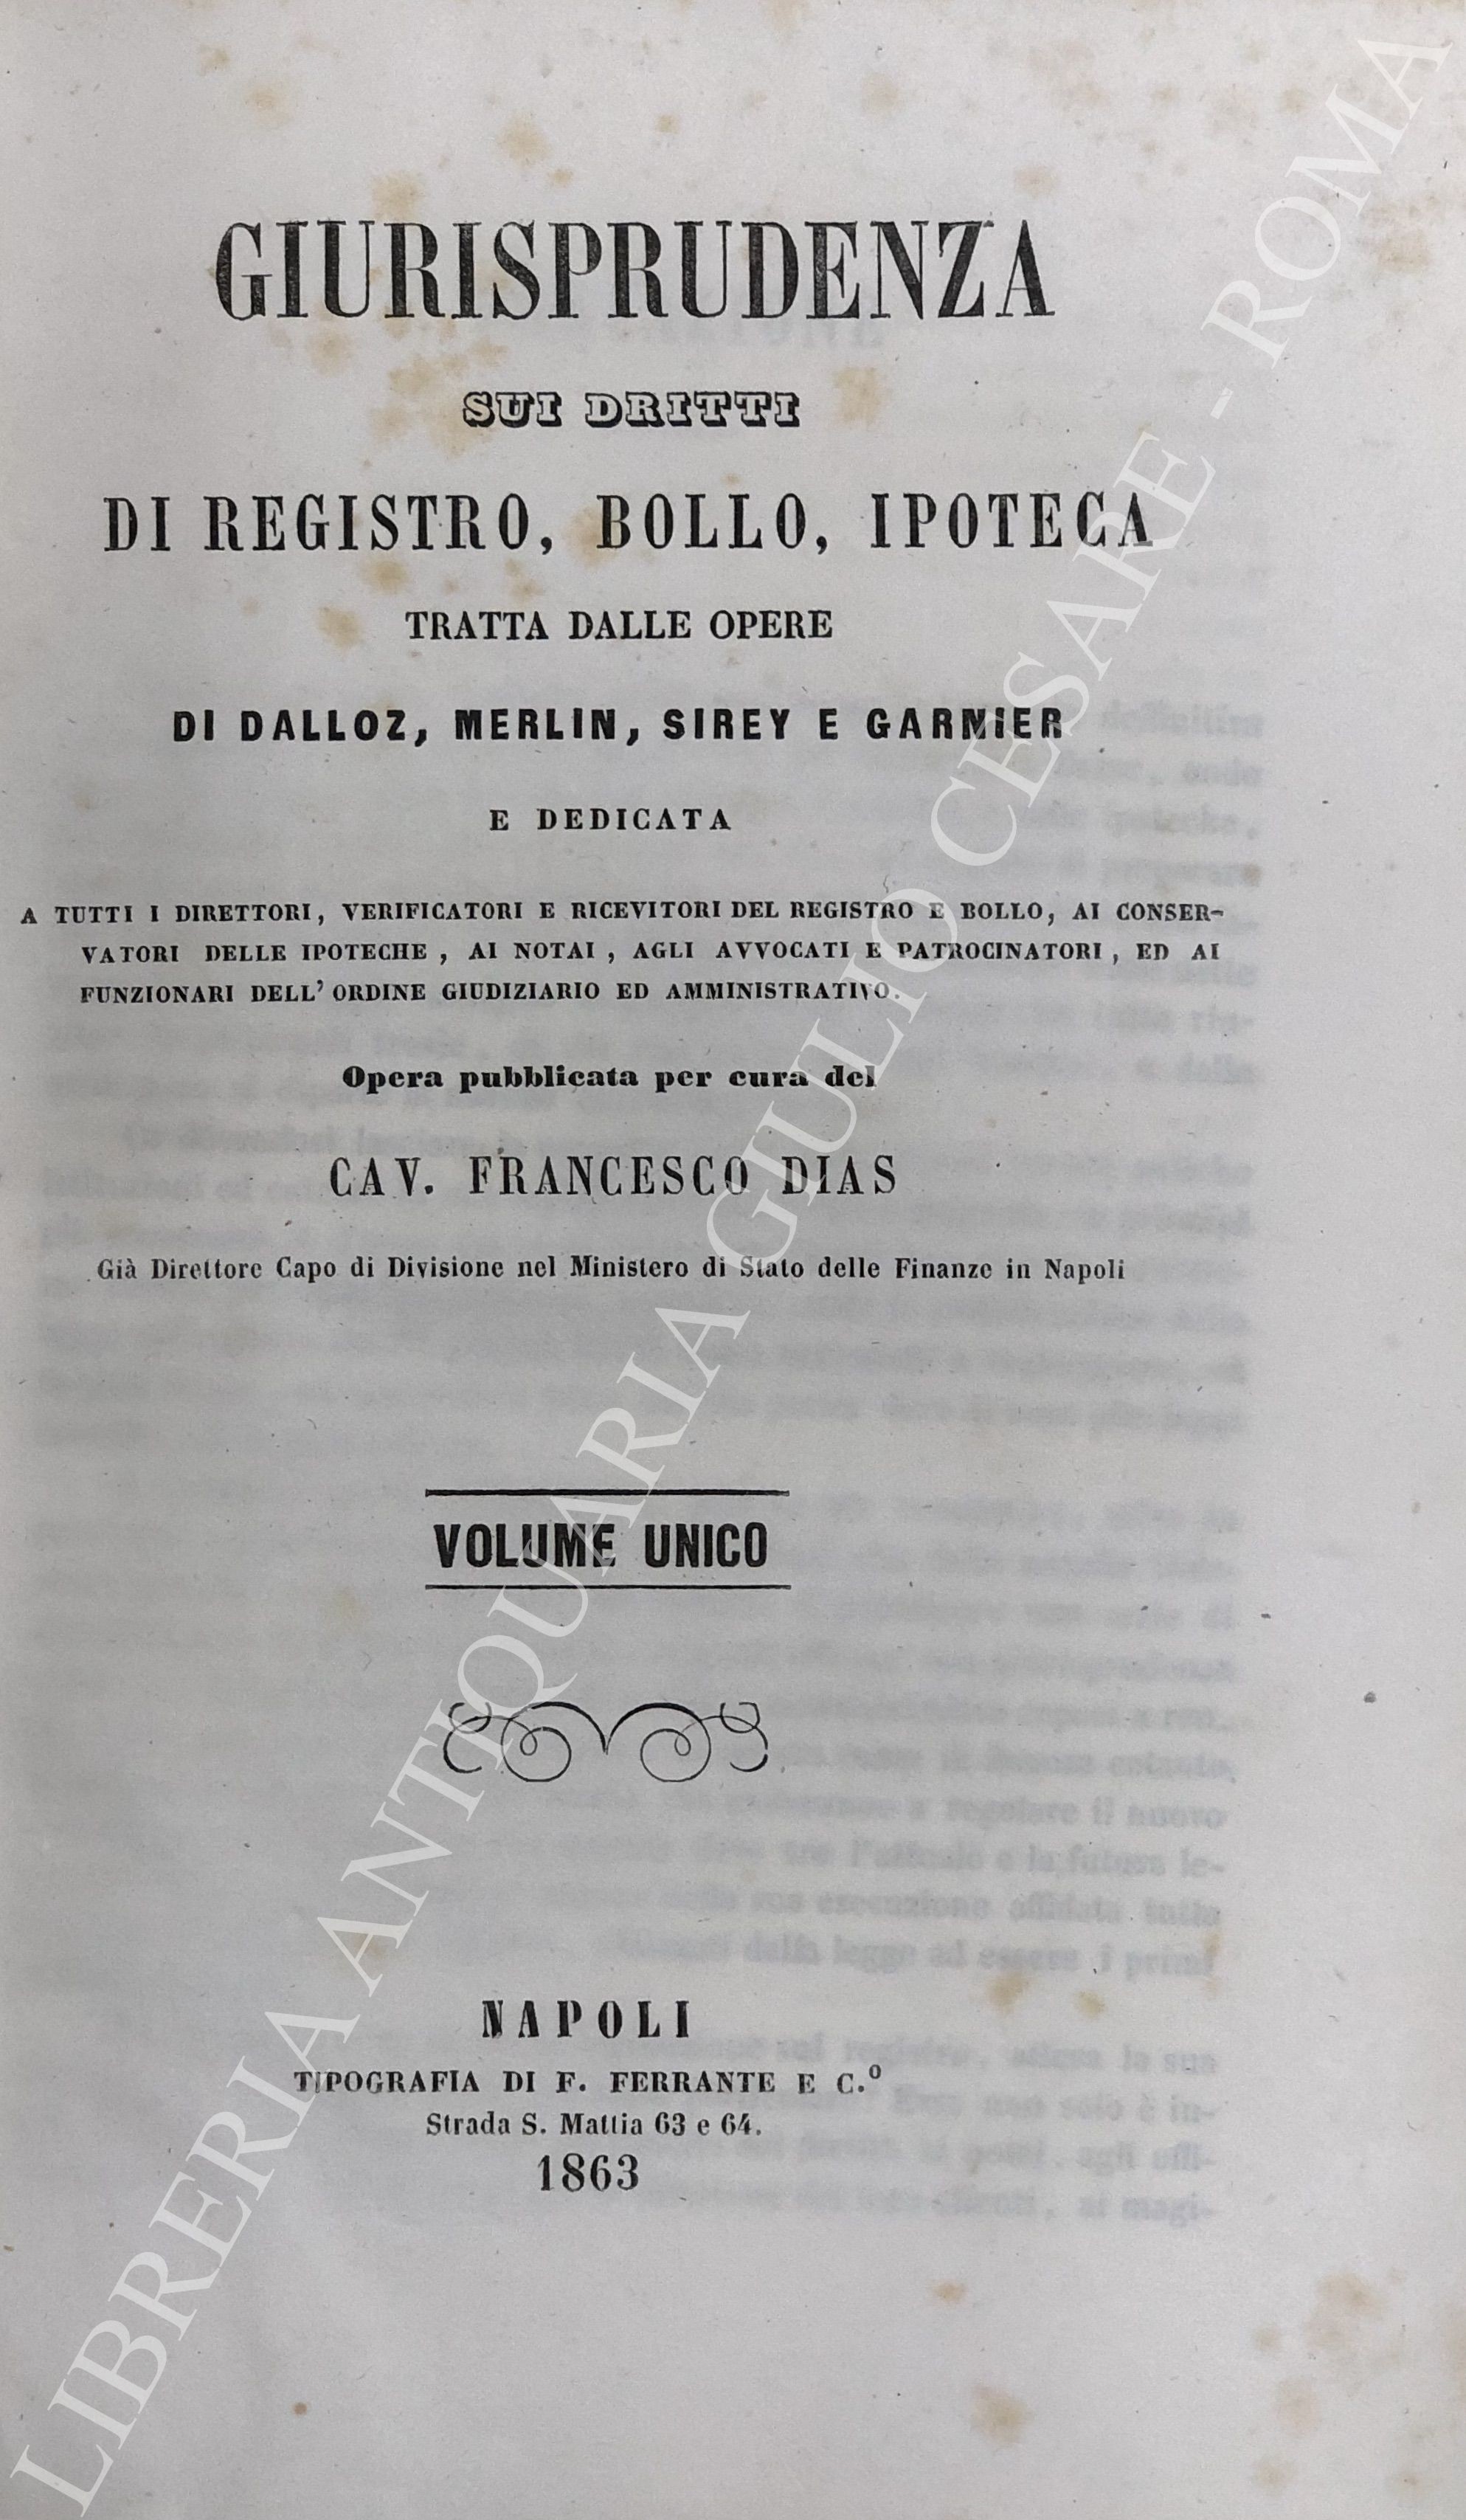 GIURISPRUDENZA
SUI DRITTI
DI REGISTRO, BOLLO, IPOTECA
TRATTA DALLE OPERE
DI DALLOZ, MERLIN, SIREY E GARNIER
E DEDICATA
A TUTTI I DIRETTORI, VERIFICATORI E RICEVITORI DEL REGISTRO E BOLLO, AI CONSER-
VATORI DELLE IPOTECHE, AI NOTAI, AGLI AVVOCATI E PATROCINATORI, ED AI
FUNZIONARI DELL'ORDINE GIUDIZIARIO ED AMMINISTRATIVO.
Opera pubblicata per cura del
CAV. FRANCESCO DIAS
Già Direttore Capo di Divisione nel Ministero di Stato delle Finanze in Napoli
VOLUME UNICO
NAPOLI
TIPOGRAFIA DI F. FERRANTE E C.º
Strada S. Mattia 63 e 64.
1863
LIBRERIA ANTIQUARIA GIULIO CESARE - ROMA